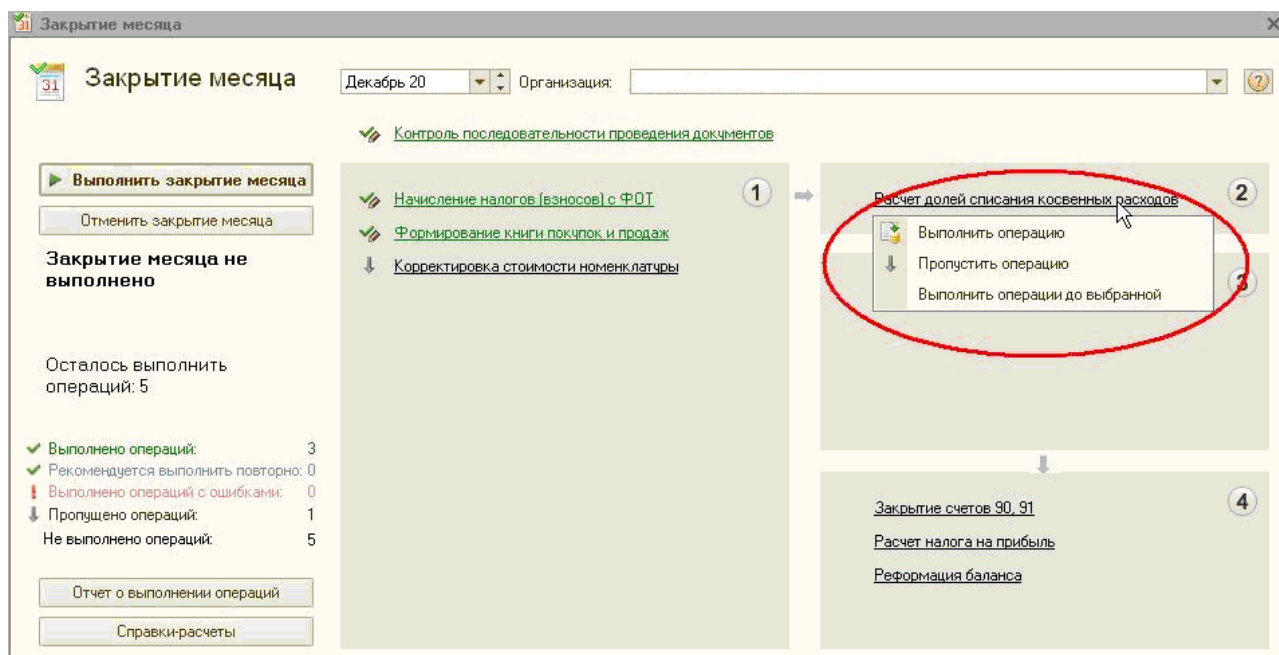 Закрытие месяца
Закрытие месяца
Декабрь 20
Организация:
Контроль последовательности проведения документов
Выполнить закрытие месяца
Отменить закрытие месяца
Закрытие месяца не
выполнено
Осталось выполнить
операций: 5
Выполнено операций: 3
Рекомендуется выполнить повторно: 0
Выполнено операций с ошибками: 0
Пропущено операций: 1
Не выполнено операций: 5
Отчет о выполнении операций
Справки-расчеты
1
Начисление налогов (взносов) с ФОТ
Формирование книги покупок и продаж
Корректировка стоимости номенклатуры
2
Расчет долей списания косвенных расходов
Выполнить операцию
Пропустить операцию
Выполнить операции до выбранной
3
4
Закрытие счетов 90, 91
Расчет налога на прибыль
Реформация баланса